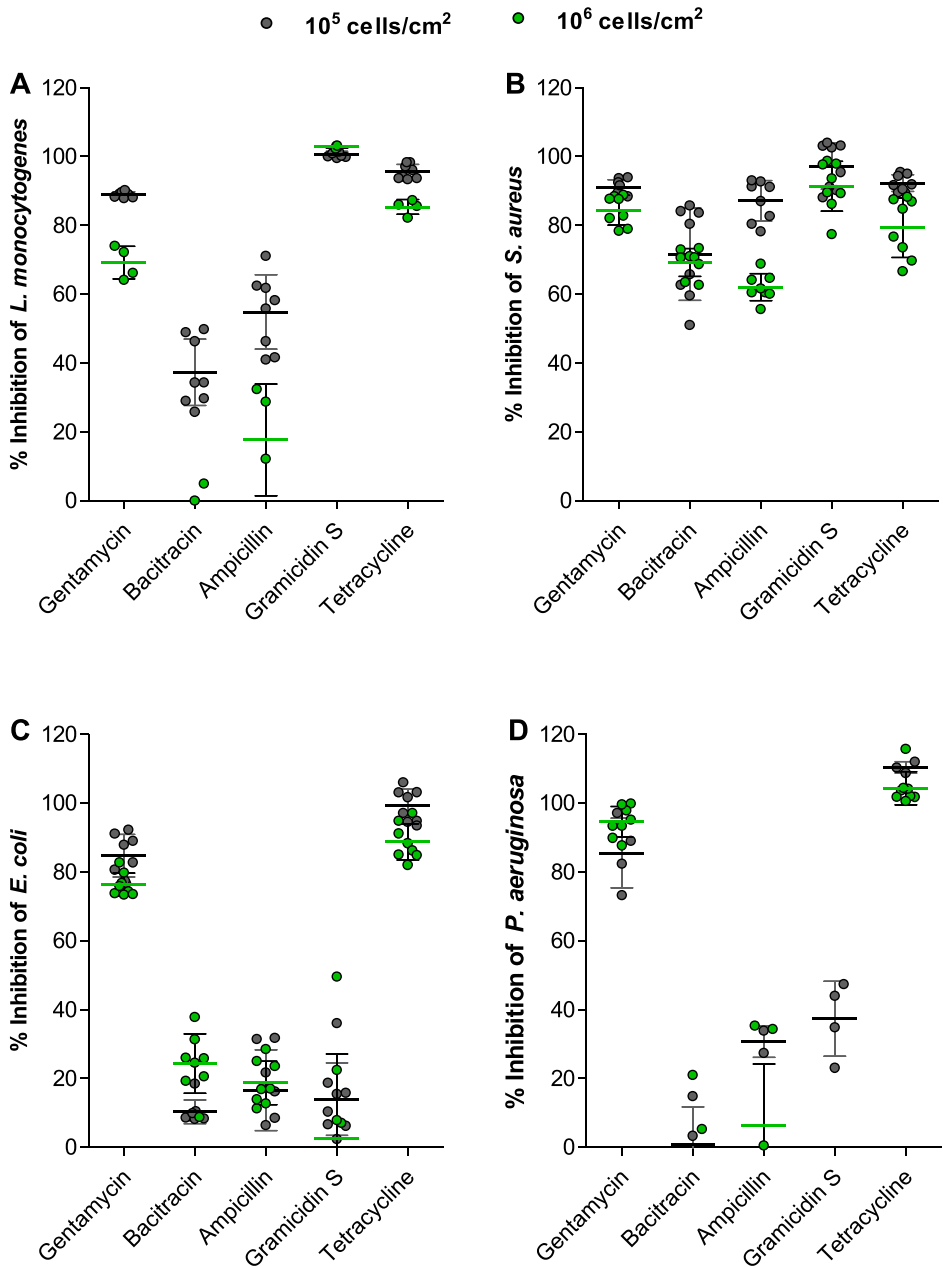 10⁵ cells/cm² 10⁶ cells/cm²
A
120
100
80
60
40
20
0
% Inhibition of L. monocytogenes
Gentamycin
Bacitracin
Ampicillin
Gramicidin S
Tetracycline
B
120
100
80
60
40
20
0
% Inhibition of S. aureus
Gentamycin
Bacitracin
Ampicillin
Gramicidin S
Tetracycline
C
120
100
80
60
40
20
0
% Inhibition of E. coli
Gentamycin
Bacitracin
Ampicillin
Gramicidin S
Tetracycline
D
120
100
80
60
40
20
0
% Inhibition of P. aeruginosa
Gentamycin
Bacitracin
Ampicillin
Gramicidin S
Tetracycline